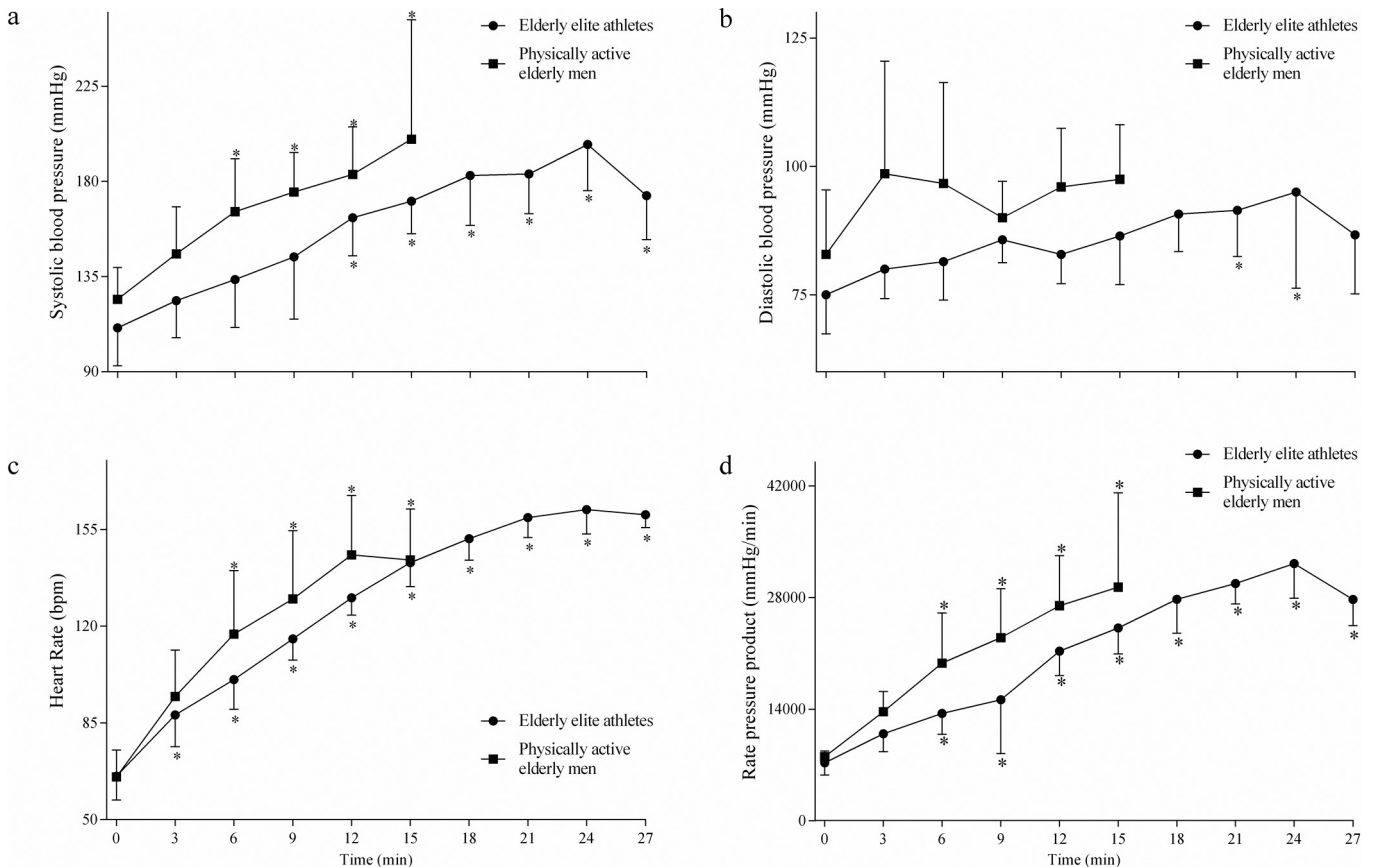 a
Systolic blood pressure (mmHg)
225
180
135
90
Elderly elite athletes
Physically active
elderly men
*
*
*
*
*
*
*
*
*
*
*
b
Diastolic blood pressure (mmHg)
125
100
75
Elderly elite athletes
Physically active
elderly men
*
*
c
Heart Rate (bpm)
155
120
85
50
*
*
*
*
*
*
*
*
*
*
*
*
*
Elderly elite athletes
Physically active
elderly men
0 3 6 9 12 15 18 21 24 27
Time (min)
d
Rate pressure product (mmHg/min)
42000
28000
14000
0
Elderly elite athletes
Physically active
elderly men
*
*
*
*
*
*
*
*
*
*
*
*
0 3 6 9 12 15 18 21 24 27
Time (min)